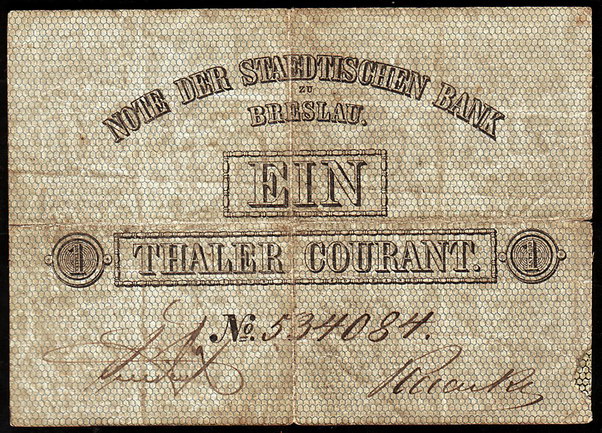 NOTE DER STAEDTISCHEN BANK
ZU
BRESLAU.
EIN
1 THALER COURANT. 1
No. 534084.